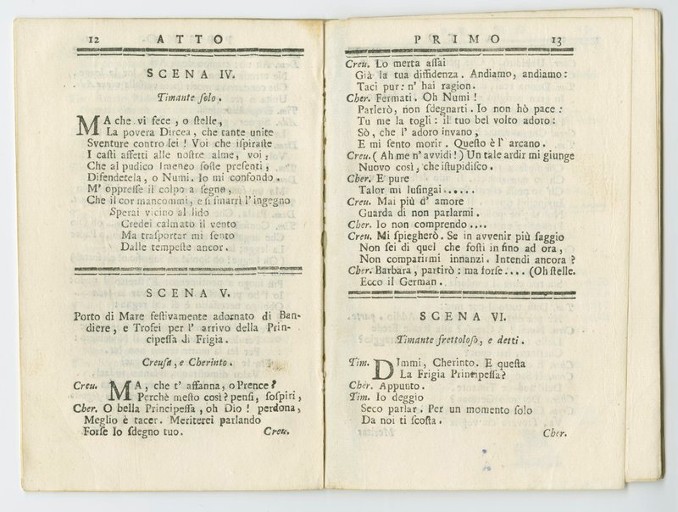 12 ATTO
SCENA IV.
Timante solo.
MA che vi fece, o ſtelle,
La povera Dircea, che tante unite
Sventure contro lei! Voi che iſpiraſte
I caſti affetti alle noſtre alme, voi,
Che al pudico Imeneo foſte preſenti,
Difendetela, o Numi. Io mi confondo.
M' oppreſſe il colpo a ſegno,
Che il cor mancommi, e ſi ſmarrì l'ingegno
Sperai vicino al lido
Credei calmato il vento
Ma traſportar mi ſento
Dalle tempeſte ancor.
SCENA V.
Porto di Mare feſtivamente adornato di Ban-
diere, e Trofei per l' arrivo della Prin-
cipeſſa di Frigia.
Creuſa, e Cherinto.
Creu. MA, che t' affanna, o Prence?
Perchè meſto così? penſi, ſoſpiri,
Cher. O bella Principeſſa, oh Dio! perdona,
Meglio è tacer. Meriterei parlando
Forſe lo ſdegno tuo. Creu.
PRIMO 13
Creu. Lo merta aſſai
Già la tua diffidenza. Andiamo, andiamo:
Taci pur: n' hai ragion.
Cher. Fermati. Oh Numi!
Parlerò, non ſdegnarti. Io non hò pace:
Tu me la togli: il tuo bel volto adoro:
Sò, che l' adoro invano,
E mi ſento morir. Queſto è l' arcano.
Creu. (Ah me n' avvidi!) Un tale ardir mi giunge
Nuovo così, che iſtupidiſco.
Cher. E pure
Talor mi luſingai......
Creu. Mai più d' amore
Guarda di non parlarmi.
Cher. Io non comprendo....
Creu. Mi ſpiegherò. Se in avvenir più ſaggio
Non ſei di quel che foſti in fino ad ora,
Non comparirmi innanzi. Intendi ancora?
Cher. Barbara, partirò: ma forſe.... (Oh ſtelle.
Ecco il German.
SCENA VI.
Timante frettoloſo, e detti.
Tim. DImmi, Cherinto. E queſta
La Frigia Principeſſa?
Cher. Appunto.
Tim. Io deggio
Seco parlar. Per un momento ſolo
Da noi ti ſcoſta.
Cher.